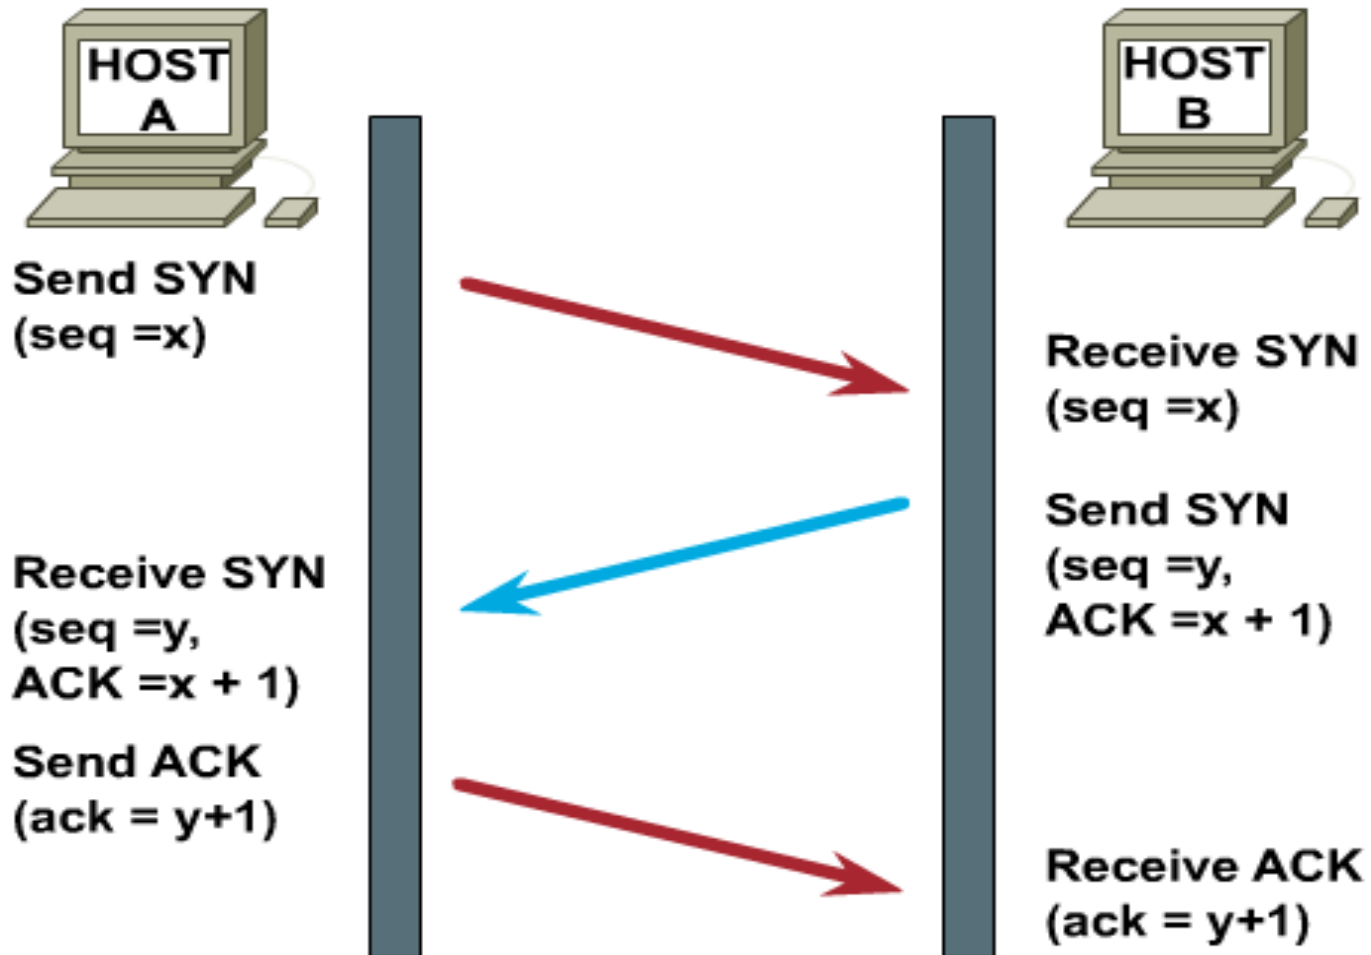 HOST
A
HOST
B
Send SYN
(seq =x)
Receive SYN
(seq =x)
Send SYN
(seq =y,
ACK =x + 1)
Receive SYN
(seq =y,
ACK =x + 1)
Send ACK
(ack = y+1)
Receive ACK
(ack = y+1)